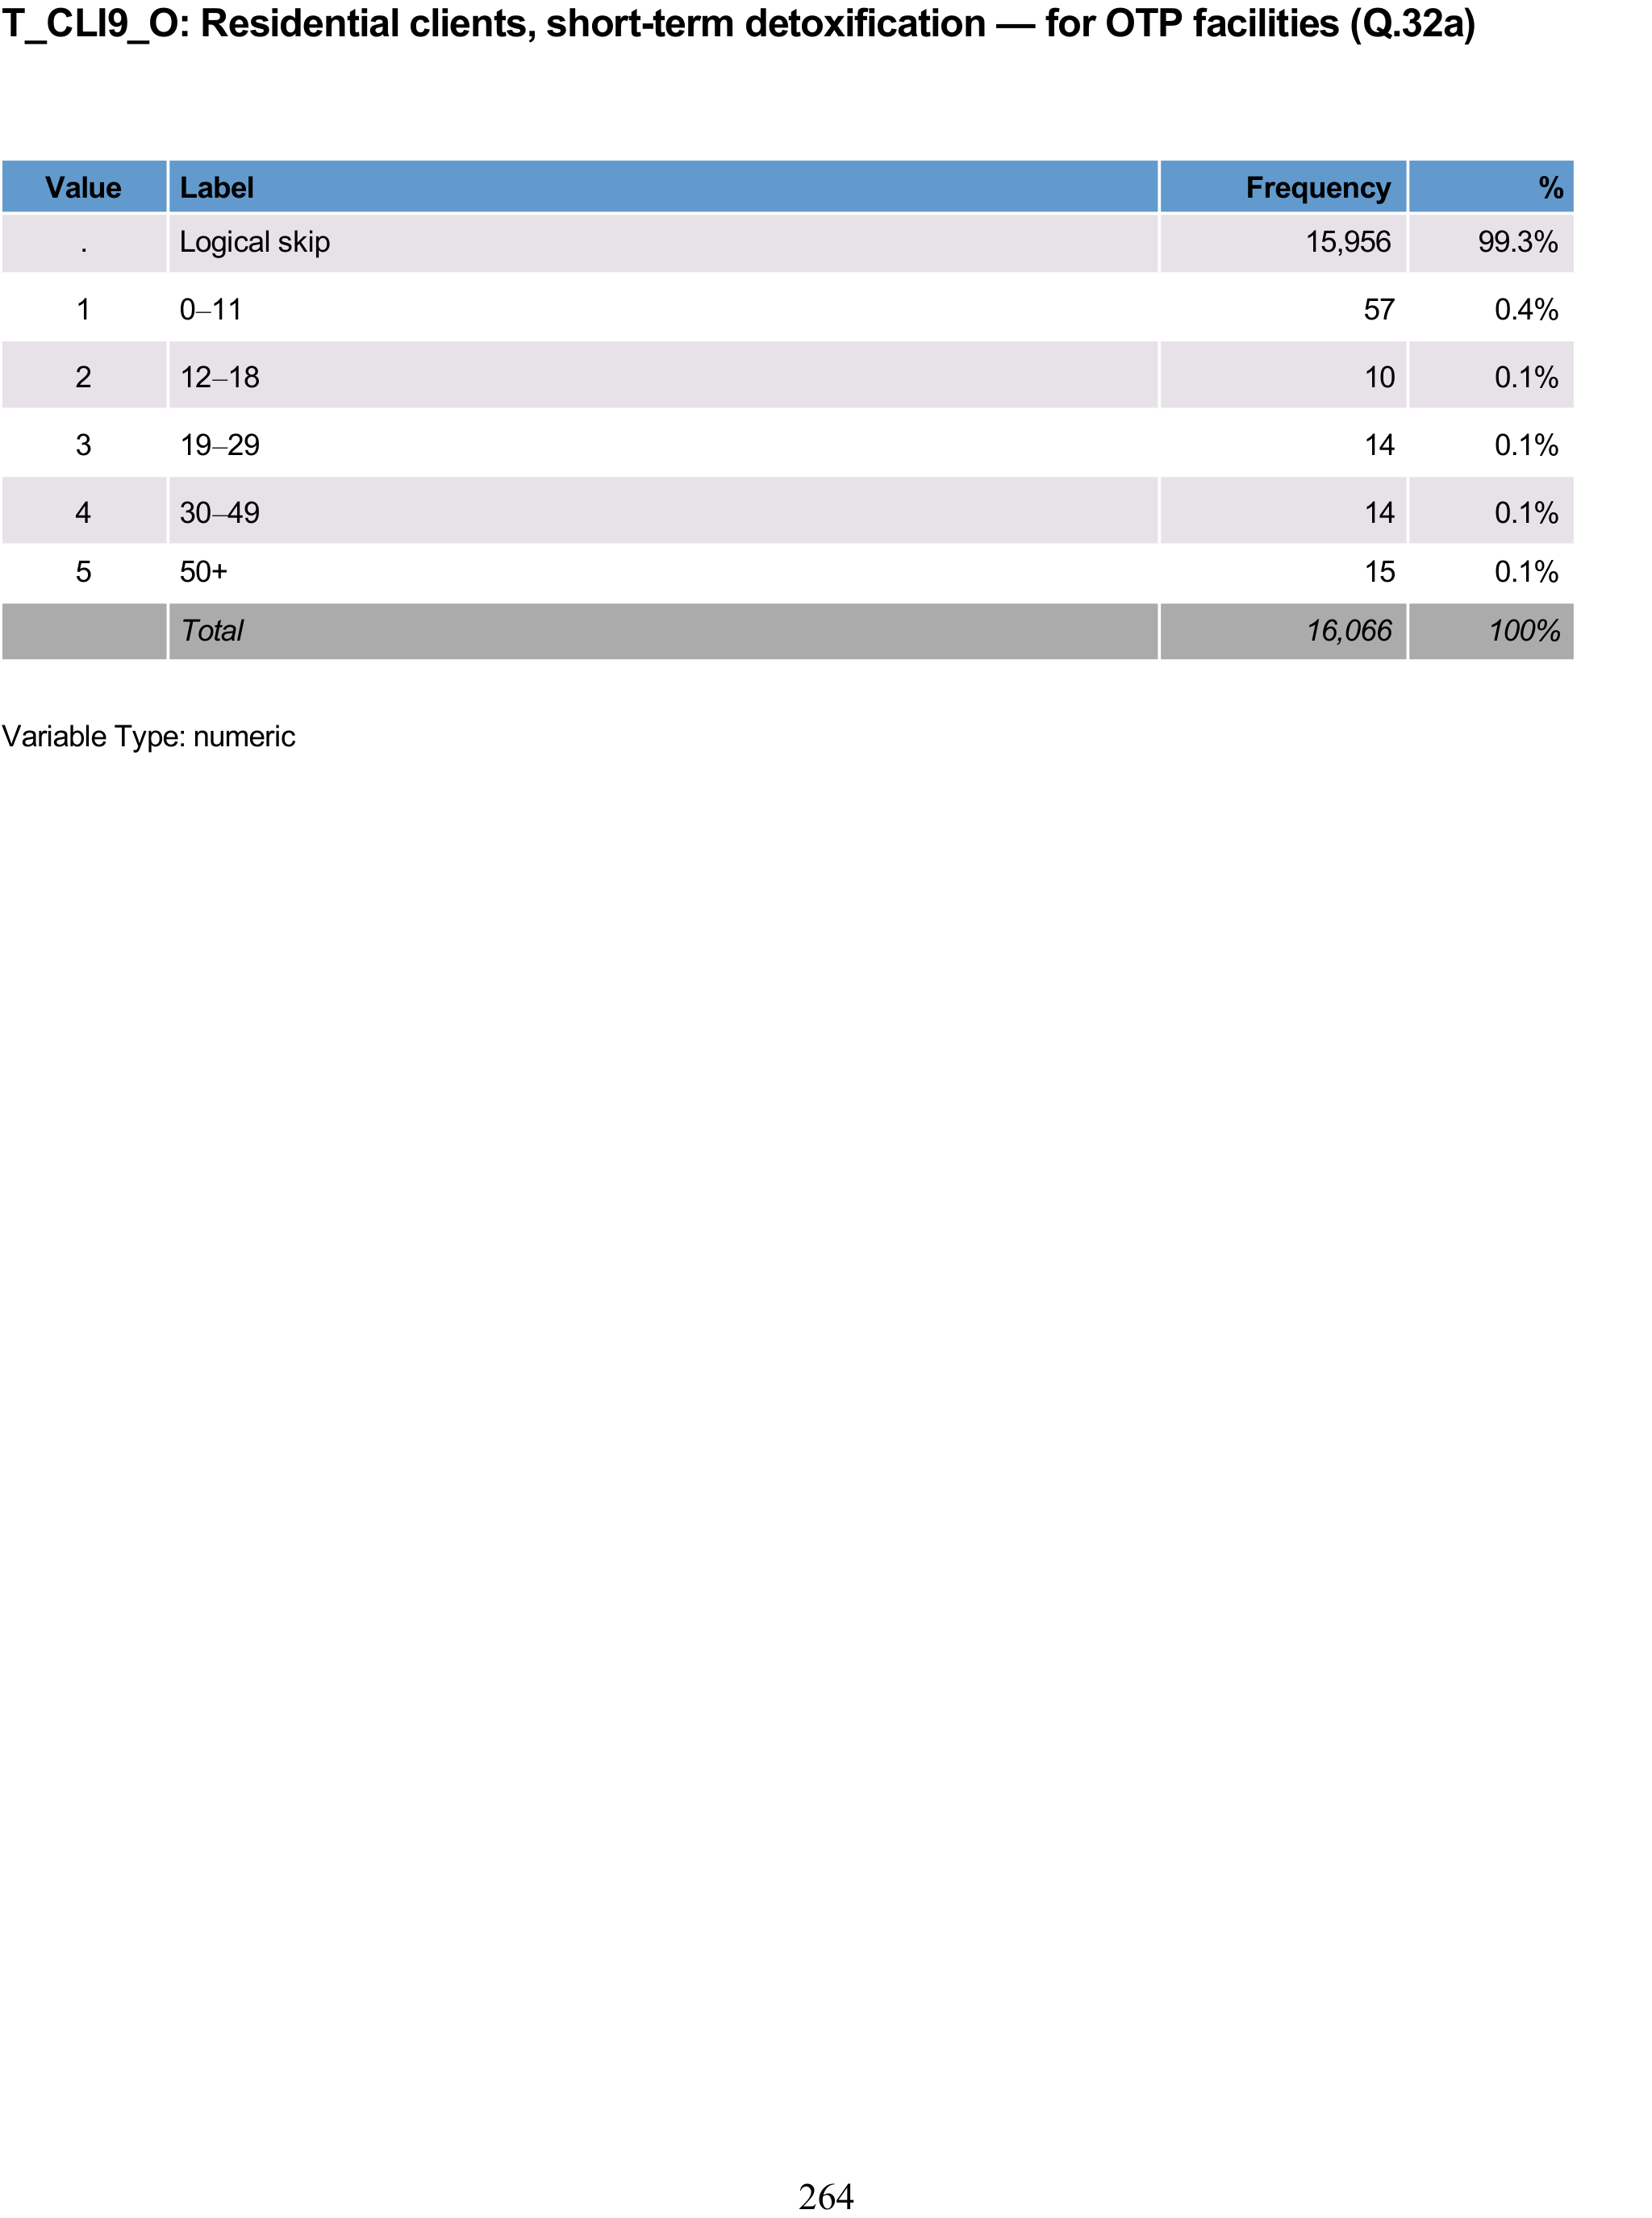 T_CLI9_O: Residential clients, short-term detoxification — for OTP facilities (Q.32a)
Value Label Frequency %
. Logical skip 15,956 99.3%
1 0–11 57 0.4%
2 12–18 10 0.1%
3 19–29 14 0.1%
4 30–49 14 0.1%
5 50+ 15 0.1%
Total 16,066 100%
Variable Type: numeric
264